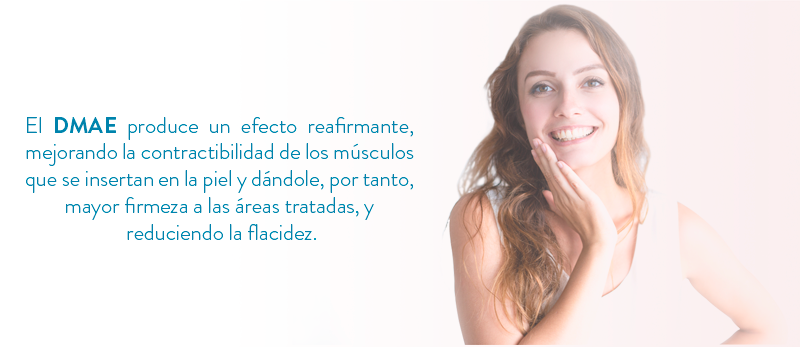 El DMAE produce un efecto reafirmante,
mejorando la contractibilidad de los músculos
que se insertan en la piel y dándole, por tanto,
mayor firmeza a las áreas tratadas, y
reduciendo la flacidez.